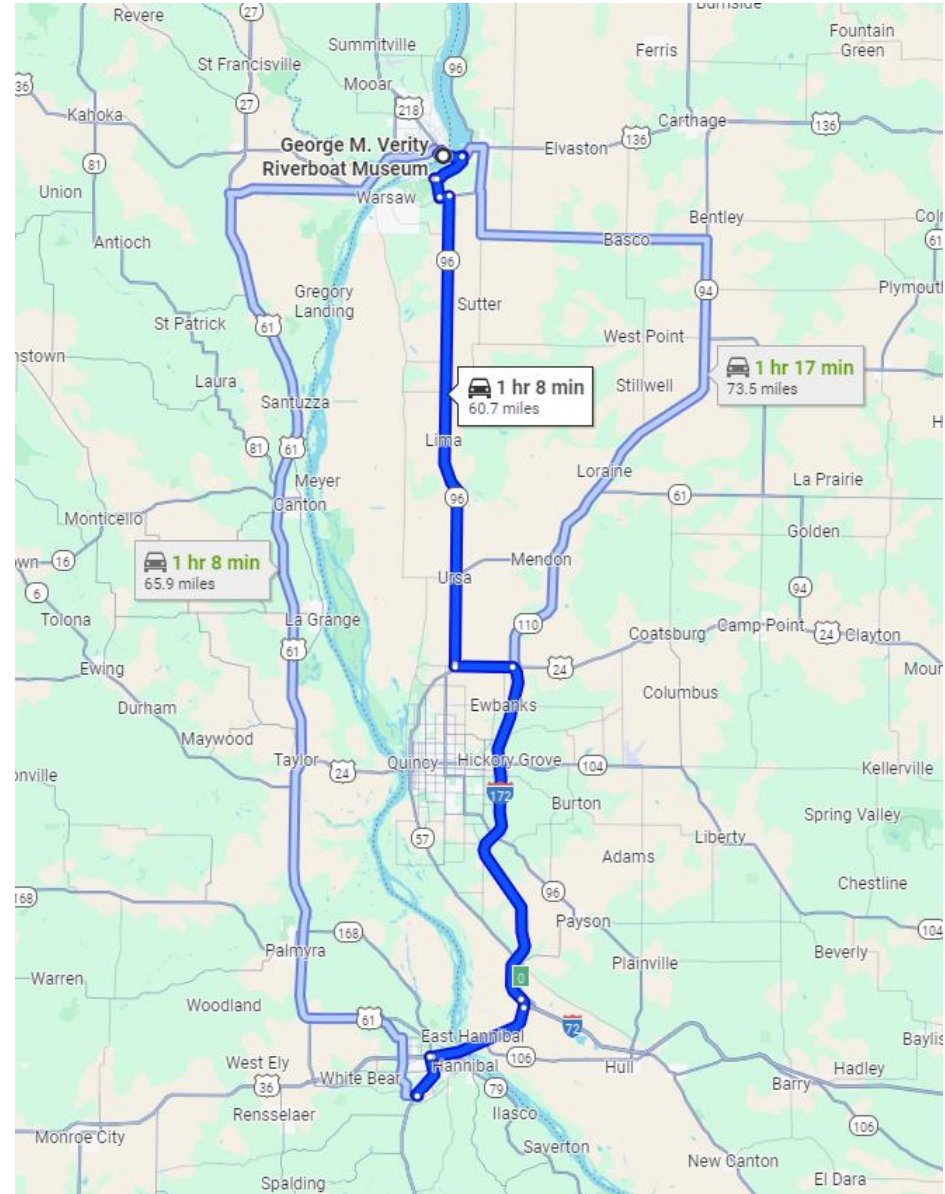 Revere
27
Burnside
Fountain
Green
Summitville
96
Ferris
St Francisville
Mooar
36
27
218
Carthage
Kahoka
136
136
George M. Verity
Riverboat Museum
Elvaston
81
Union
Warsaw
Bentley
Antioch
Basco
61
96
Gregory
Landing
94
Plymouth
Sutter
St Patrick
61
West Point
nstown
1 hr 17 min
73.5 miles
Laura
1 hr 8 min
60.7 miles
Stillwell
Santuzza
Lima
81
61
Loraine
Meyer
La Prairie
96
61
Canton
Monticello
Golden
own
16
1 hr 8 min
65.9 miles
Mendon
Ursa
6
94
Tolona
La Grange
110
Coatsburg
Camp Point
24
Clayton
61
Ewing
24
Columbus
Durham
Ewbanks
Maywood
Taylor
24
Quincy
Hickory Grove
104
Kellerville
onville
172
Burton
Spring Valley
57
Liberty
Adams
Chestline
168
96
Payson
168
104
Palmyra
Beverly
Plainville
Warren
0
Woodland
61
72
East Hannibal
106
Hannibal
West Ely
Hull
Hadley
White Bear
36
79
Barry
Rensselaer
Ilasco
106
Monroe City
Saverton
New Canton
Spalding
El Dara